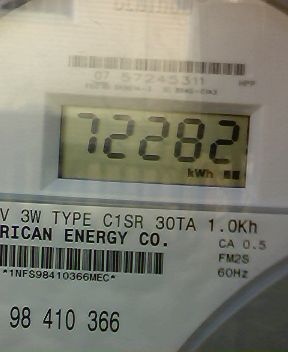 07 57245311
72282
kWh
V 3W TYPE C1SR 30TA 1.0Kh
RICAN ENERGY CO.
CA 0.5
FM2S
*1NFS98410366MEC*
60Hz
98 410 366